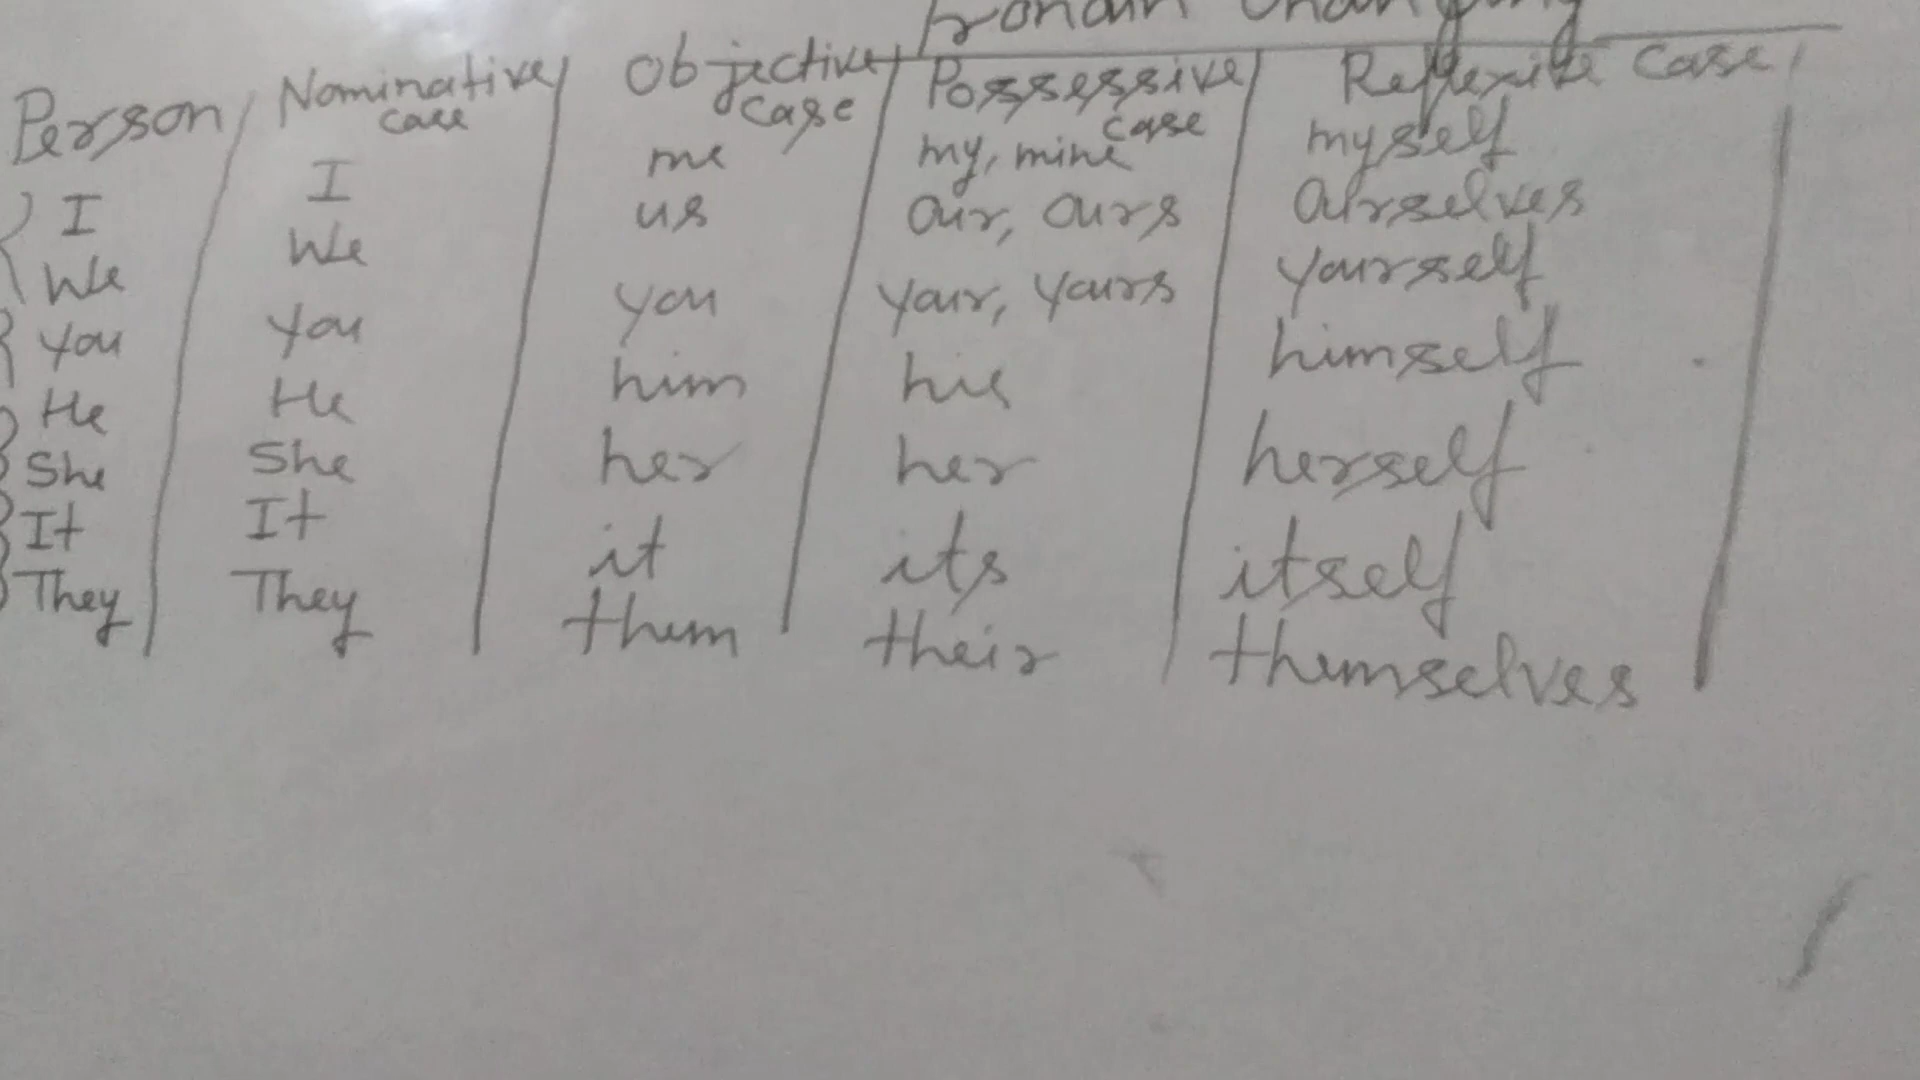 Pronoun Changing
Person Nominative case Objective case Possessive case Reflexive case
I I me my, mine myself
We We us our, ours ourselves
You You you your, yours yourself
He He him his himself
She She her her herself
It It it its itself
They They them their themselves